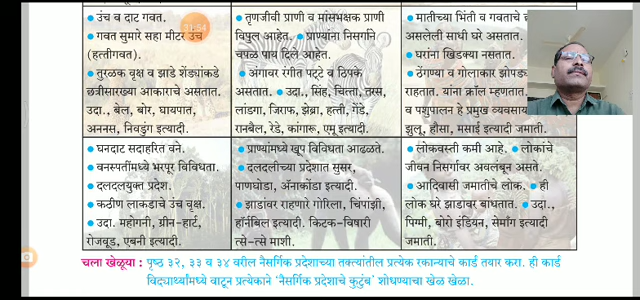 • उंच व दाट गवत.
• गवत सुमारे सहा मीटर उंच
(हत्तीगवत)
• तुरळक वृक्ष व झाडे शेंड्यांकडे
छत्रीसारख्या आकाराचे असतात.
उदा., बेल, बोर, घायपात,
अननस, निवडुंग इत्यादी.
• तृणजीवी प्राणी व मांसभक्षक प्राणी
विपुल आहेत. • प्राण्यांना निसर्गाने
चपळ पाय दिले आहेत.
• अंगावर रंगीत पट्टे व ठिपके
असतात. • उदा., सिंह, चित्ता, तरस,
लांडगा, जिराफ, झेब्रा, हत्ती, गेंडे,
रानबैल, रेडे, कांगारू, एमू इत्यादी.
• मातीच्या भिंती व गवताचे
असलेली साधी घरे असतात.
• घरांना खिडक्या नसतात.
• ठेंगण्या व गोलाकार
राहतात. यांना क्रॉल म्हणतात.
व पशुपालन हे प्रमुख
झुलू, हौसा, मसाई इत्यादी जमाती.
• घनदाट सदाहरित वने.
• वनस्पतींमध्ये भरपूर विविधता.
• दलदलयुक्त प्रदेश.
• कठीण लाकडाचे उंच वृक्ष.
• उदा. महोगनी, ग्रीन-हार्ट,
रोजवूड, एबनी इत्यादी.
• प्राण्यांमध्ये खूप विविधता आढळते.
• दलदलीच्या प्रदेशात सुसर,
पाणघोडा, ॲनाकोंडा इत्यादी.
• झाडांवर राहणारे गोरिला, चिंपांझी,
हॉर्नबिल इत्यादी. किटक-विषारी
त्से-त्से माशी.
• लोकवस्ती कमी आहे. • लोकांचे
जीवन निसर्गावर अवलंबून असते.
• आदिवासी जमातीचे लोक. • ही
लोक घरे झाडावर बांधतात. • उदा.,
पिग्मी, बोरो इंडियन, सेमाँग इत्यादी
जमाती.
चला खेळूया : पृष्ठ ३२, ३३ व ३४ वरील नैसर्गिक प्रदेशाच्या तक्त्यांतील प्रत्येक रकान्याचे कार्ड तयार करा. ही कार्ड
विद्यार्थ्यांमध्ये वाटून प्रत्येकाने 'नैसर्गिक प्रदेशाचे कुटुंब' शोधण्याचा खेळ खेळा.